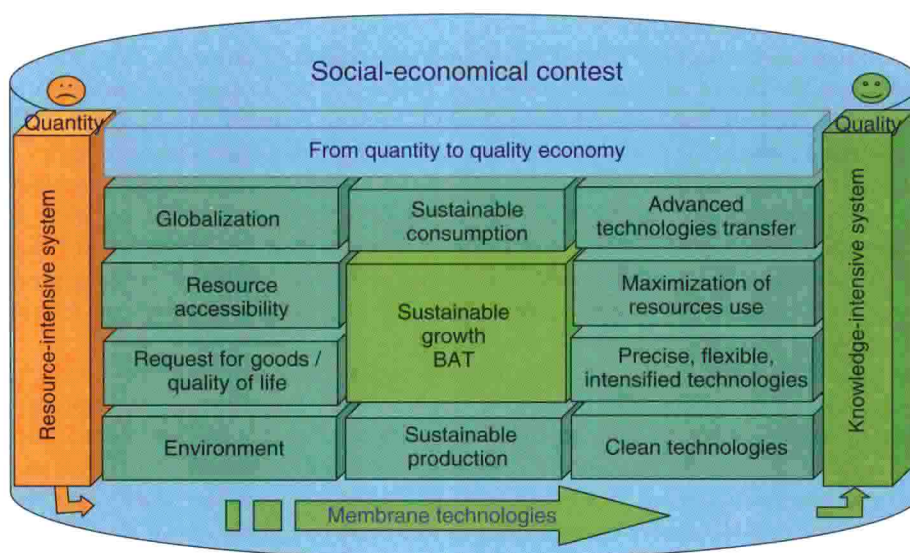 Social-economical contest
Quantity
Quality
From quantity to quality economy
Resource-intensive system
Globalization
Sustainable
consumption
Advanced
technologies transfer
Resource
accessibility
Sustainable
growth
BAT
Maximization of
resources use
Request for goods /
quality of life
Precise, flexible,
intensified technologies
Environment
Sustainable
production
Clean technologies
Knowledge-intensive system
Membrane technologies